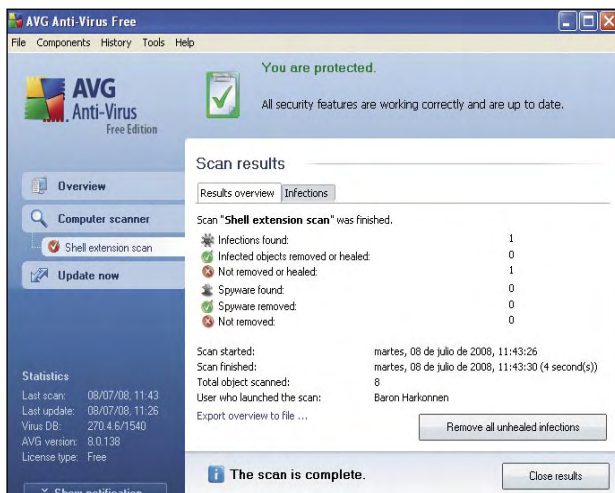 AVG Anti-Virus Free
File Components History Tools Help
AVG
Anti-Virus
Free Edition
You are protected.
All security features are working correctly and are up to date.
Overview
Computer scanner
Shell extension scan
Update now
Scan results
Results overview Infections
Scan "Shell extension scan" was finished.
Infections found: 1
Infected objects removed or healed: 0
Not removed or healed: 1
Spyware found: 0
Spyware removed: 0
Not removed: 0
Scan started: martes, 08 de julio de 2008, 11:43:26
Scan finished: martes, 08 de julio de 2008, 11:43:30 (4 second(s))
Total object scanned: 8
User who launched the scan: Baron Harkonnen
Export overview to file ...
Remove all unhealed infections
Statistics
Last scan: 08/07/08, 11:43
Last update: 08/07/08, 11:26
Virus DB: 270.4.6/1540
AVG version: 8.0.138
License type: Free
Show notification
The scan is complete.
Close results